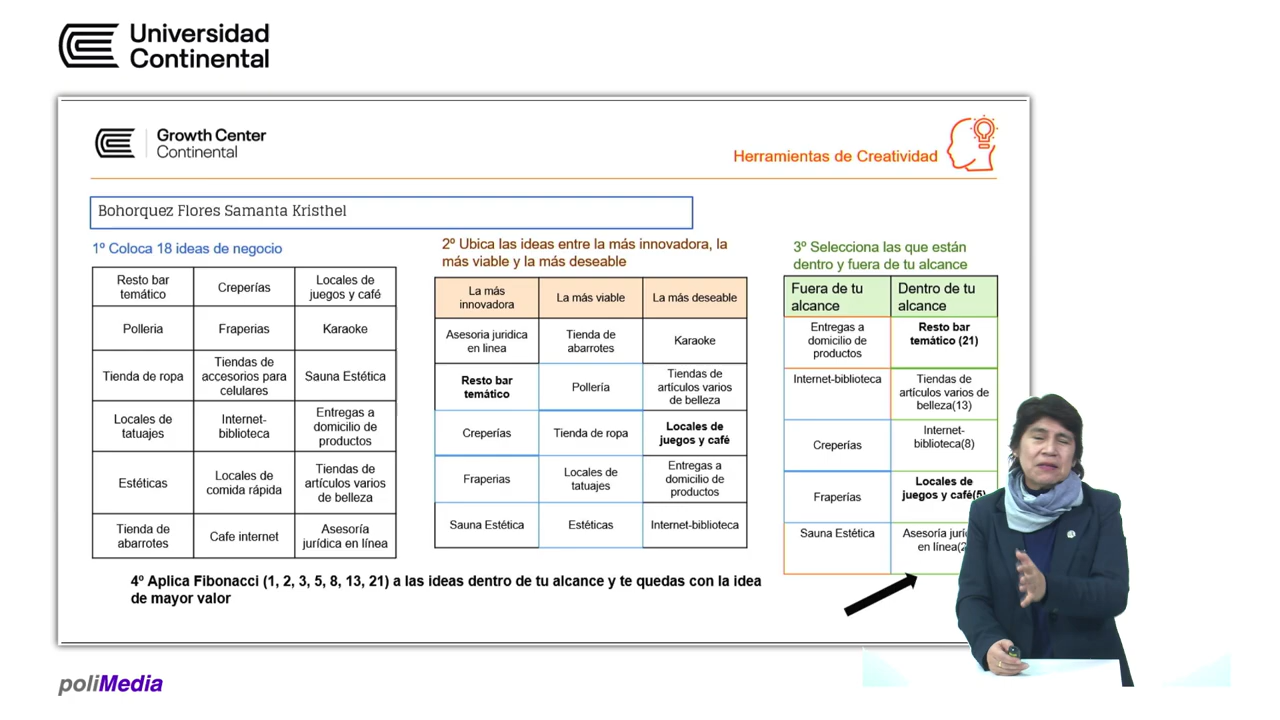 Universidad
Continental
Growth Center
Continental
Herramientas de Creatividad
Bohorquez Flores Samanta Kristhel
1º Coloca 18 ideas de negocio
Resto bar
temático
Creperías
Locales de
juegos y café
Polleria
Fraperias
Karaoke
Tienda de ropa
Tiendas de
accesorios para
celulares
Sauna Estética
Locales de
tatuajes
Internet-
biblioteca
Entregas a
domicilio de
productos
Estéticas
Locales de
comida rápida
Tiendas de
artículos varios
de belleza
Tienda de
abarrotes
Cafe internet
Asesoría
jurídica en línea
2º Ubica las ideas entre la más innovadora, la
más viable y la más deseable
La más
innovadora
La más viable
La más deseable
Asesoria juridica
en linea
Tienda de
abarrotes
Karaoke
Resto bar
temático
Pollería
Tiendas de
artículos varios
de belleza
Creperías
Tienda de ropa
Locales de
juegos y café
Fraperias
Locales de
tatuajes
Entregas a
domicilio de
productos
Sauna Estética
Estéticas
Internet-biblioteca
3º Selecciona las que están
dentro y fuera de tu alcance
Fuera de tu
alcance
Dentro de tu
alcance
Entregas a
domicilio de
productos
Resto bar
temático (21)
Internet-biblioteca
Tiendas de
artículos varios de
belleza(13)
Creperías
Internet-
biblioteca(8)
Fraperías
Locales de
juegos y café(5)
Sauna Estética
Asesoría
en línea
4º Aplica Fibonacci (1, 2, 3, 5, 8, 13, 21) a las ideas dentro de tu alcance y te quedas con la idea
de mayor valor
poliMedia